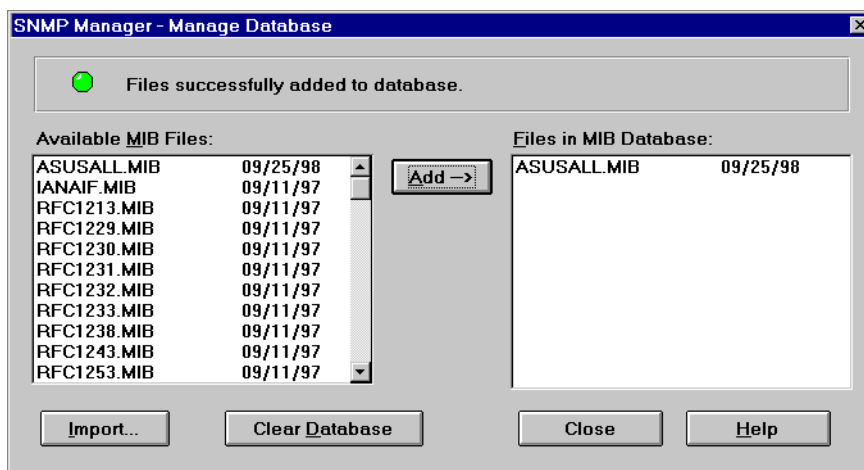 SNMP Manager - Manage Database
Files successfully added to database.
Available MIB Files:
ASUSALL.MIB 09/25/98
IANAIF.MIB 09/11/97
RFC1213.MIB 09/11/97
RFC1229.MIB 09/11/97
RFC1230.MIB 09/11/97
RFC1231.MIB 09/11/97
RFC1232.MIB 09/11/97
RFC1233.MIB 09/11/97
RFC1238.MIB 09/11/97
RFC1243.MIB 09/11/97
RFC1253.MIB 09/11/97
Add -->
Files in MIB Database:
ASUSALL.MIB 09/25/98
Import...
Clear Database
Close
Help